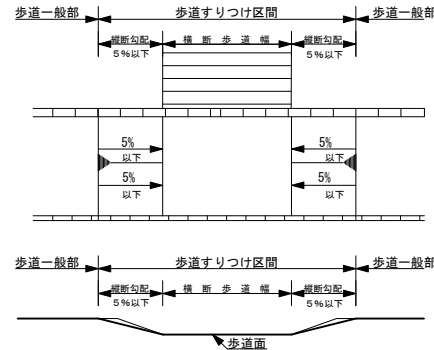 歩道一般部 歩道すりつけ区間 歩道一般部
縦断勾配 横断歩道幅 縦断勾配
5%以下 5%以下
5% 5%
以下 以下
5% 5%
以下 以下
歩道一般部 歩道すりつけ区間 歩道一般部
縦断勾配 横断歩道幅 縦断勾配
5%以下 5%以下
歩道面